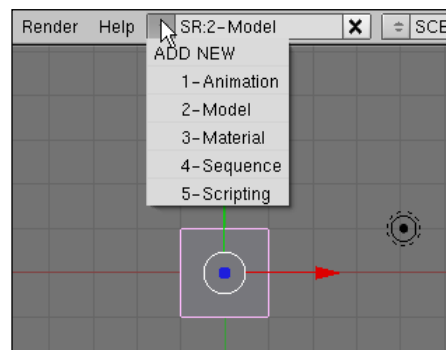 Render Help SR:2-Model SCE
ADD NEW
1-Animation
2-Model
3-Material
4-Sequence
5-Scripting